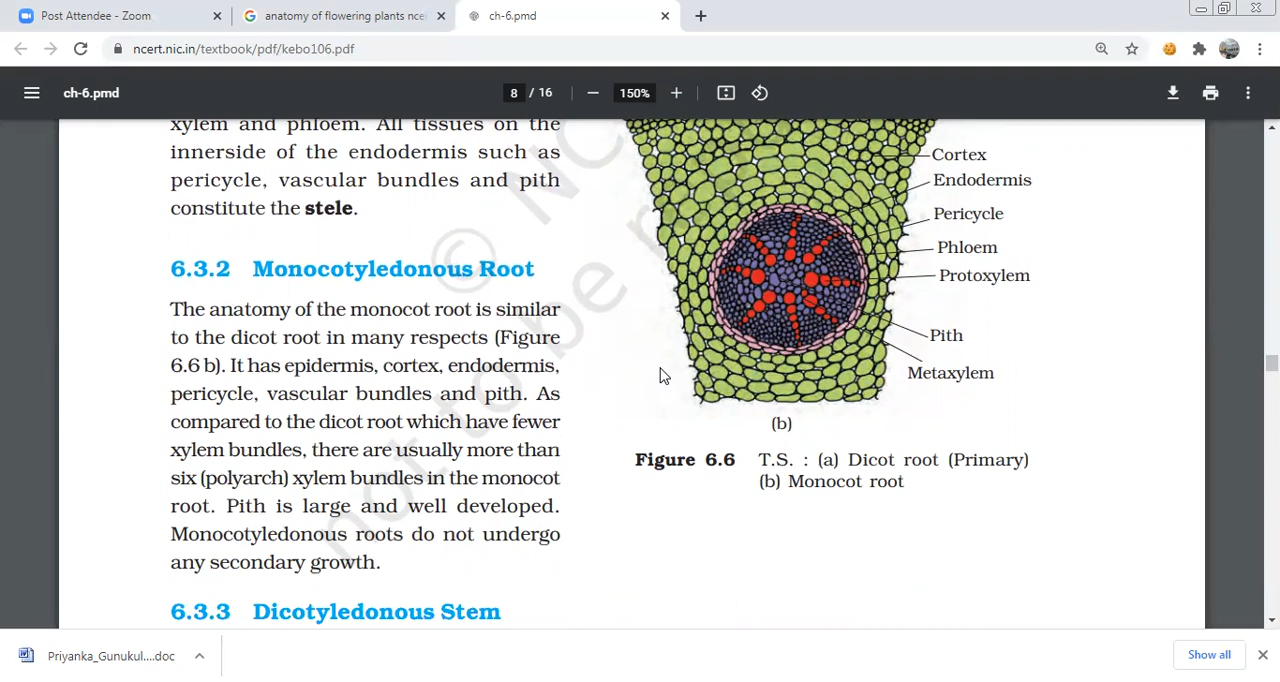 Post Attendee - Zoom
anatomy of flowering plants nce
ch-6.pmd
ncert.nic.in/textbook/pdf/kebo106.pdf
ch-6.pmd
8 / 16
150%
xylem and phloem. All tissues on the
innerside of the endodermis such as
pericycle, vascular bundles and pith
constitute the stele.
6.3.2 Monocotyledonous Root
The anatomy of the monocot root is similar
to the dicot root in many respects (Figure
6.6 b). It has epidermis, cortex, endodermis,
pericycle, vascular bundles and pith. As
compared to the dicot root which have fewer
xylem bundles, there are usually more than
six (polyarch) xylem bundles in the monocot
root. Pith is large and well developed.
Monocotyledonous roots do not undergo
any secondary growth.
6.3.3 Dicotyledonous Stem
Cortex
Endodermis
Pericycle
Phloem
Protoxylem
Pith
Metaxylem
(b)
Figure 6.6 T.S. : (a) Dicot root (Primary)
(b) Monocot root
© NC
not to be r
Priyanka_Gunukul....doc
Show all